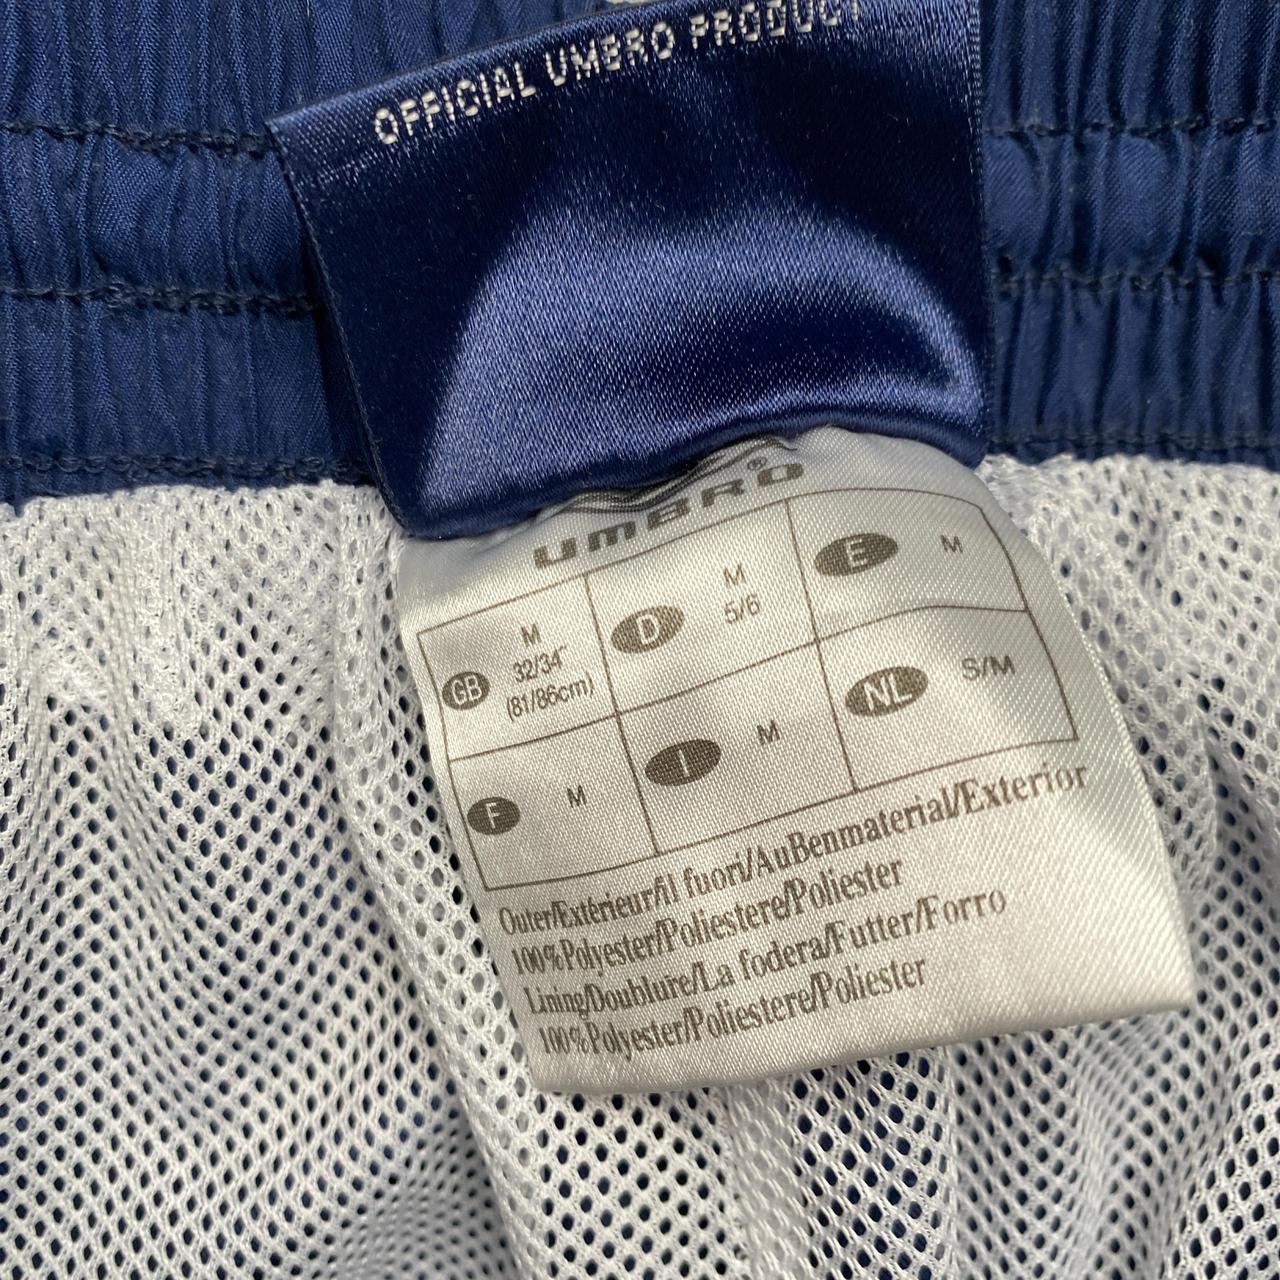 OFFICIAL UMBRO PRODUCT
UMBRO®
GB M 32/34" (81/86cm)
D M 5/6
E M
F M
I M
NL S/M
Outer/Extérieur/il fuori/AuBenmaterial/Exterior
100%Polyester/Poliestere/Poliester
Lining/Doublure/La fodera/Futter/Forro
100%Polyester/Poliestere/Poliester